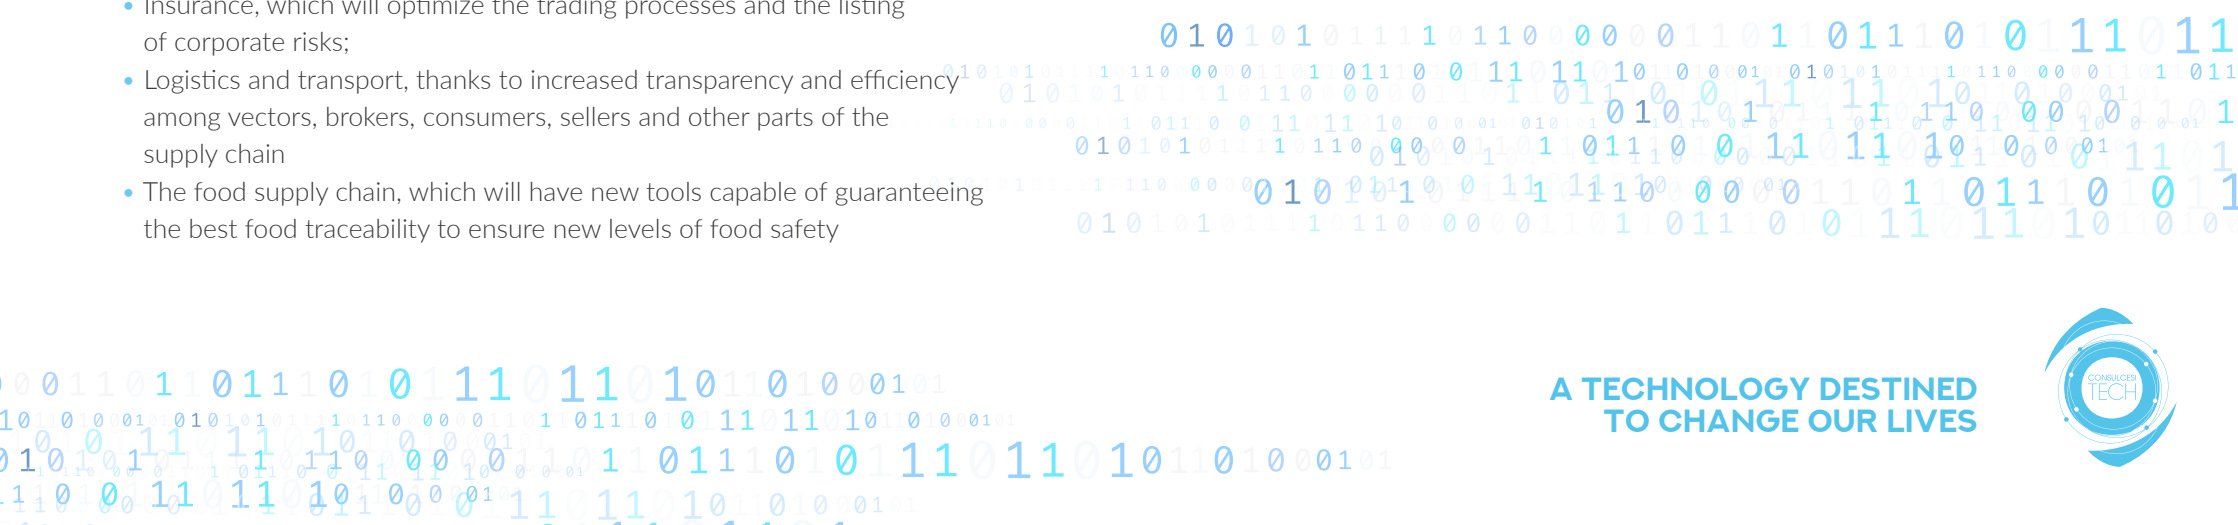 Insurance, which will optimize the trading processes and the listing
of corporate risks;
• Logistics and transport, thanks to increased transparency and efficiency
among vectors, brokers, consumers, sellers and other parts of the
supply chain
• The food supply chain, which will have new tools capable of guaranteeing
the best food traceability to ensure new levels of food safety
A TECHNOLOGY DESTINED
TO CHANGE OUR LIVES
CONSULCESI
TECH